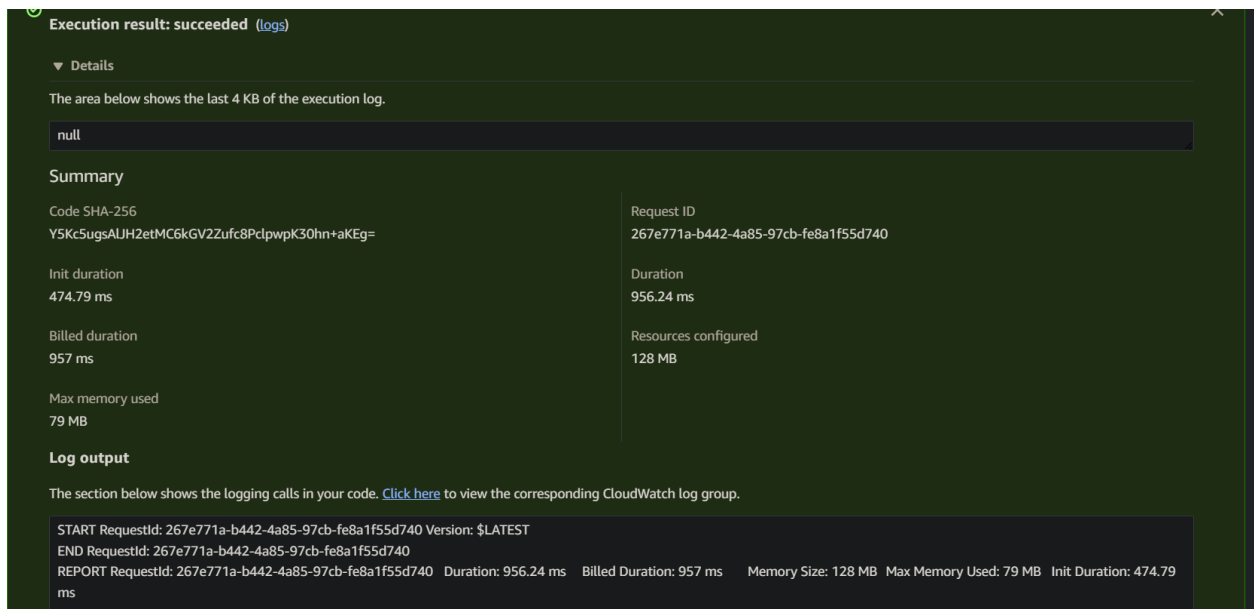 Execution result: succeeded (logs)
▼ Details
The area below shows the last 4 KB of the execution log.
null
Summary
Code SHA-256
Y5Kc5ugsAlJH2etMC6kGV2Zufc8PclpwpK30hn+aKEg=
Request ID
267e771a-b442-4a85-97cb-fe8a1f55d740
Init duration
474.79 ms
Duration
956.24 ms
Billed duration
957 ms
Resources configured
128 MB
Max memory used
79 MB
Log output
The section below shows the logging calls in your code. Click here to view the corresponding CloudWatch log group.
START RequestId: 267e771a-b442-4a85-97cb-fe8a1f55d740 Version: $LATEST
END RequestId: 267e771a-b442-4a85-97cb-fe8a1f55d740
REPORT RequestId: 267e771a-b442-4a85-97cb-fe8a1f55d740 Duration: 956.24 ms Billed Duration: 957 ms Memory Size: 128 MB Max Memory Used: 79 MB Init Duration: 474.79
ms